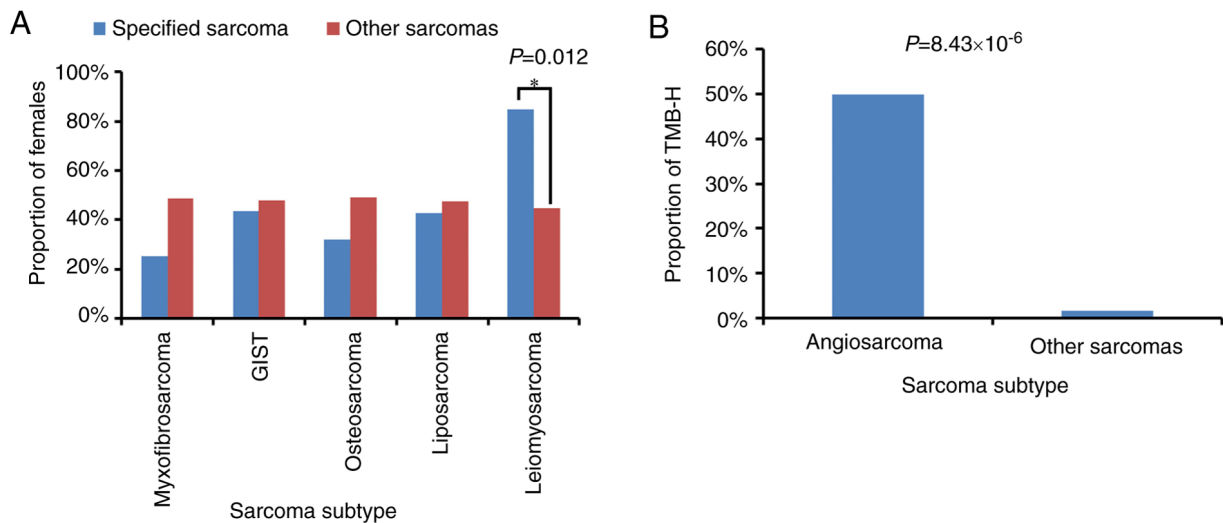 A
Specified sarcoma
Other sarcomas
P=0.012
*
Proportion of females
100%
80%
60%
40%
20%
0%
Myxofibrosarcoma
GIST
Osteosarcoma
Liposarcoma
Leiomyosarcoma
Sarcoma subtype
B
P=8.43×10⁻⁶
Proportion of TMB-H
60%
50%
40%
30%
20%
10%
0%
Angiosarcoma
Other sarcomas
Sarcoma subtype